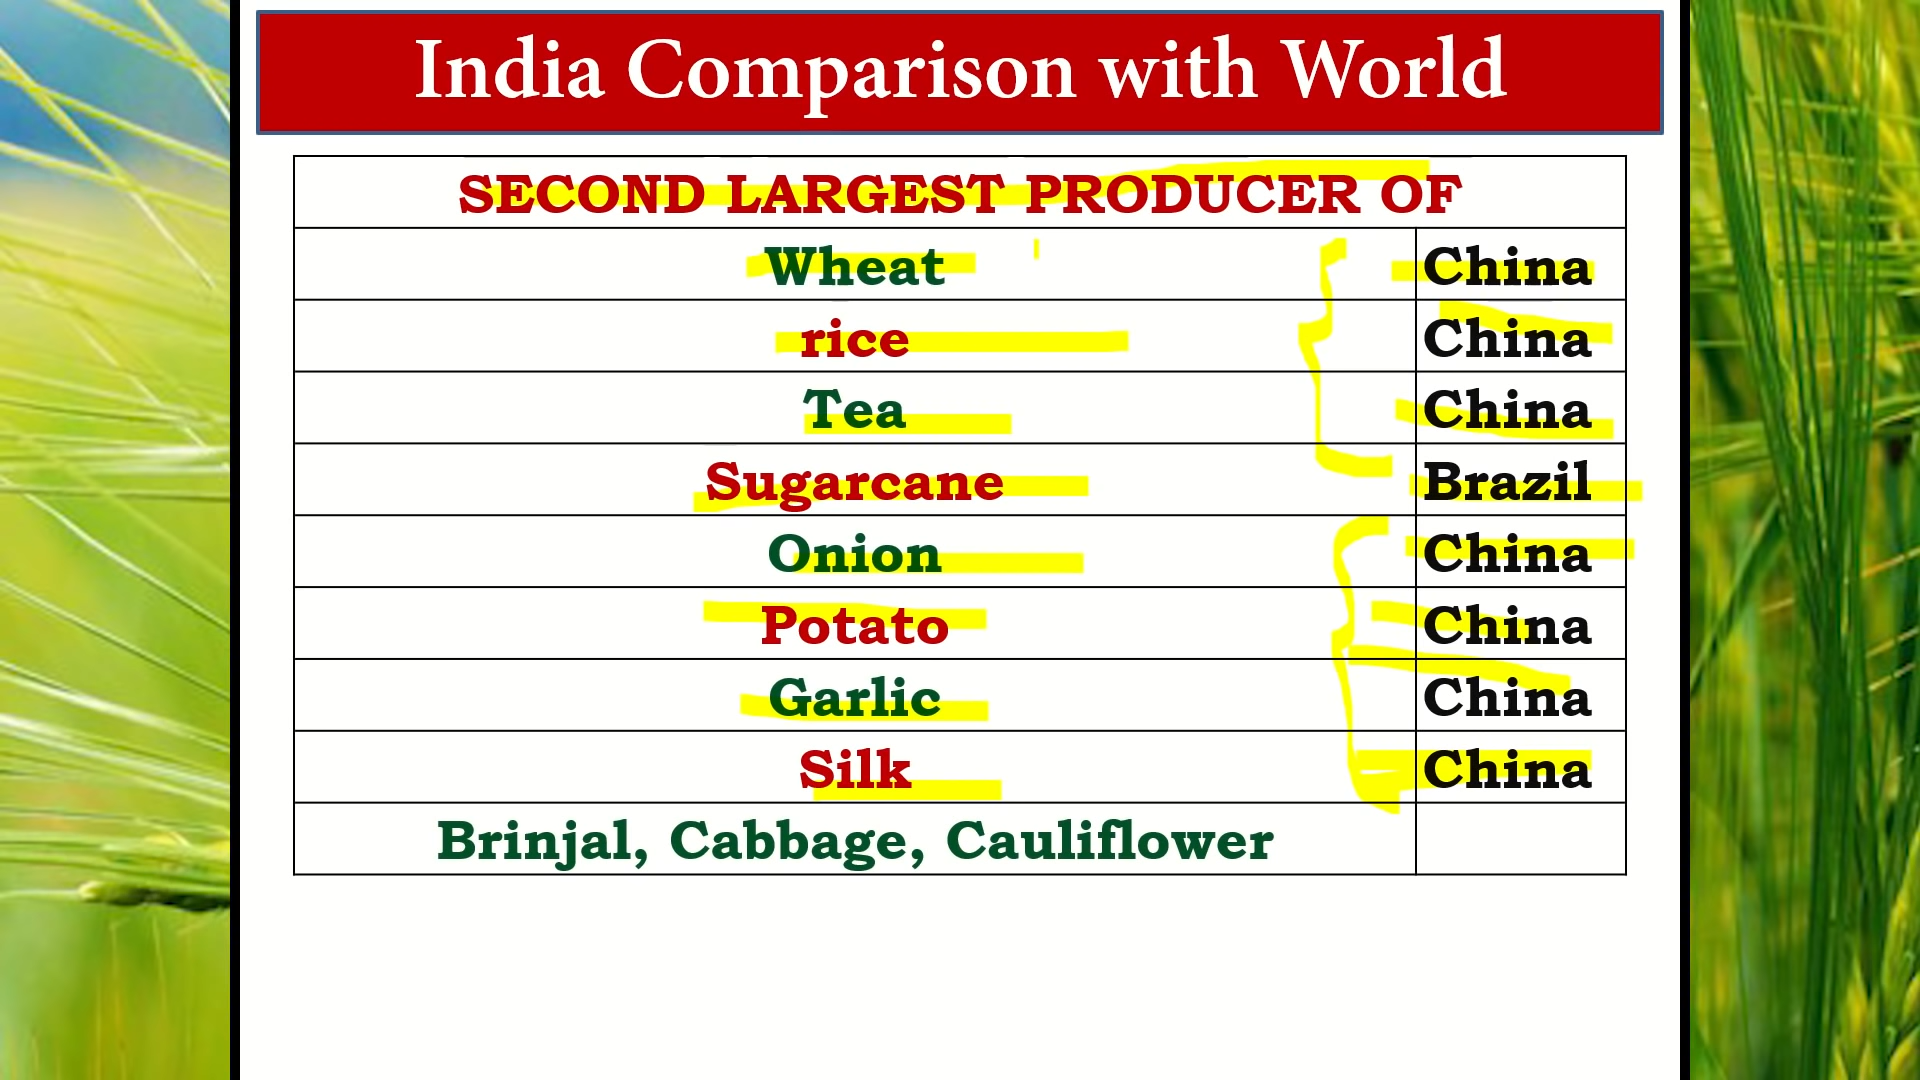 India Comparison with World
SECOND LARGEST PRODUCER OF
Wheat China
rice China
Tea China
Sugarcane Brazil
Onion China
Potato China
Garlic China
Silk China
Brinjal, Cabbage, Cauliflower